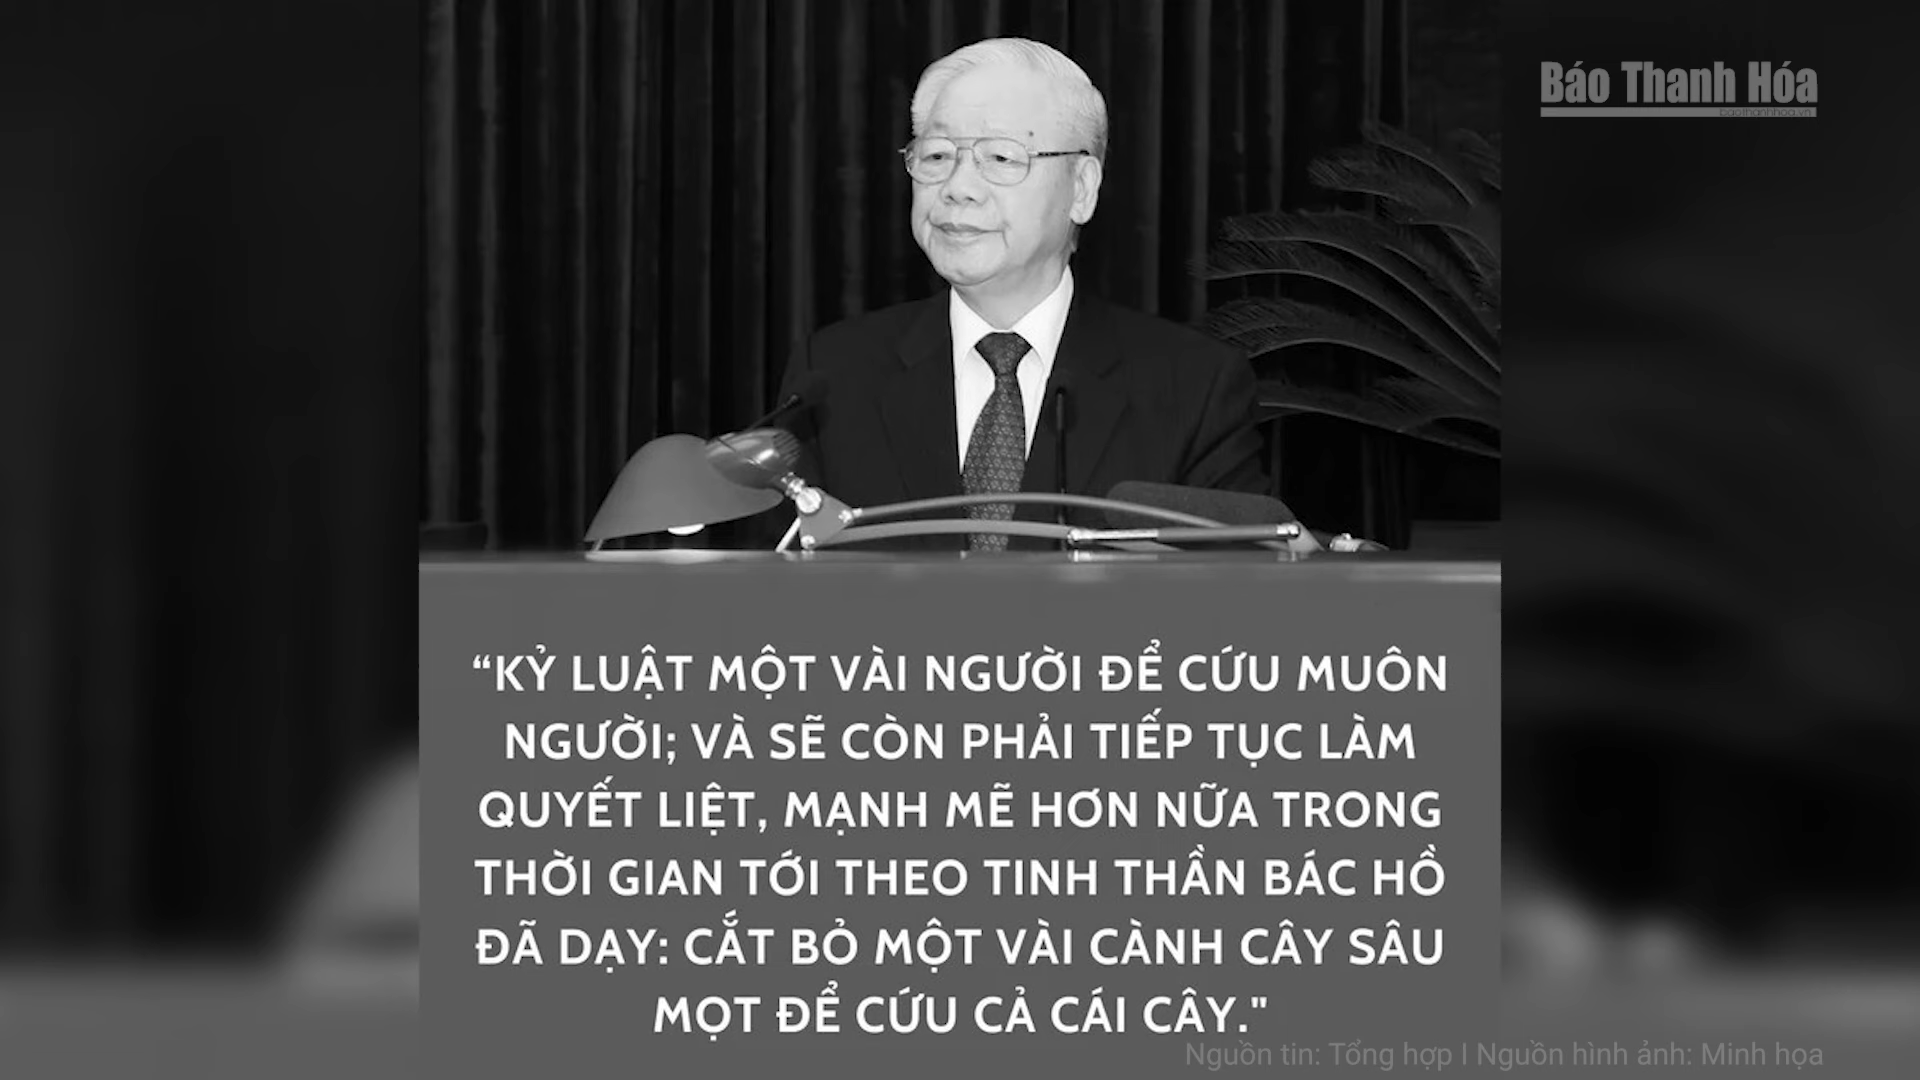 Báo Thanh Hóa
baothanhhoa.vn
“KỶ LUẬT MỘT VÀI NGƯỜI ĐỂ CỨU MUÔN
NGƯỜI; VÀ SẼ CÒN PHẢI TIẾP TỤC LÀM
QUYẾT LIỆT, MẠNH MẼ HƠN NỮA TRONG
THỜI GIAN TỚI THEO TINH THẦN BÁC HỒ
ĐÃ DẠY: CẮT BỎ MỘT VÀI CÀNH CÂY SÂU
MỌT ĐỂ CỨU CẢ CÁI CÂY."
Nguồn tin: Tổng hợp I Nguồn hình ảnh: Minh họa